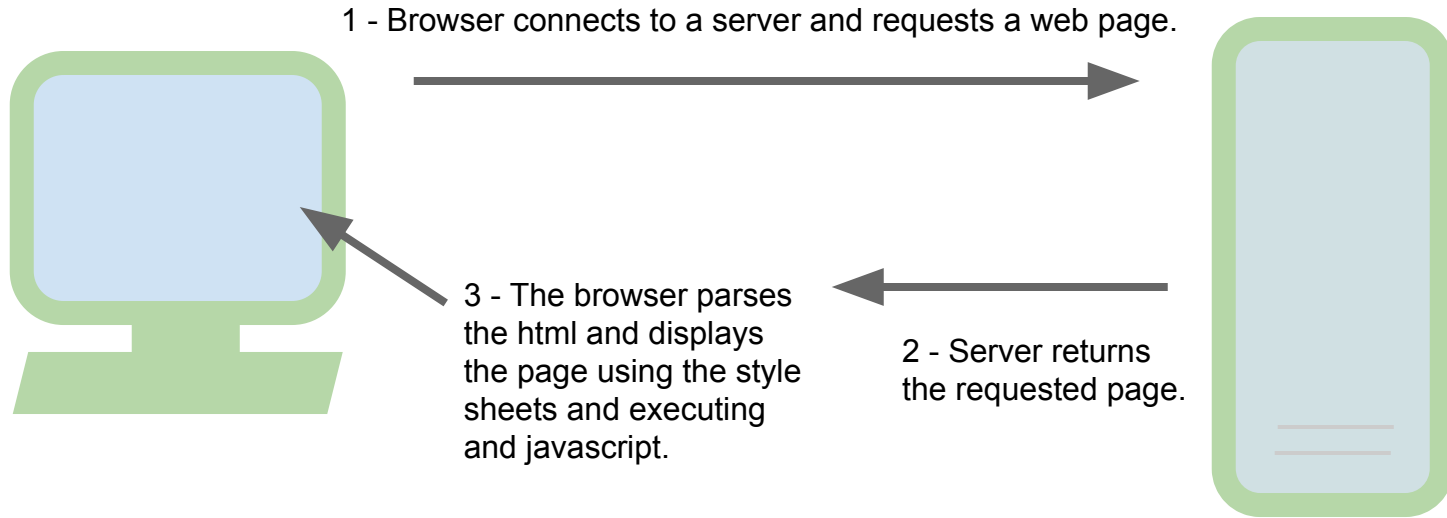 1 - Browser connects to a server and requests a web page.
3 - The browser parses
the html and displays
the page using the style
sheets and executing
and javascript.
2 - Server returns
the requested page.